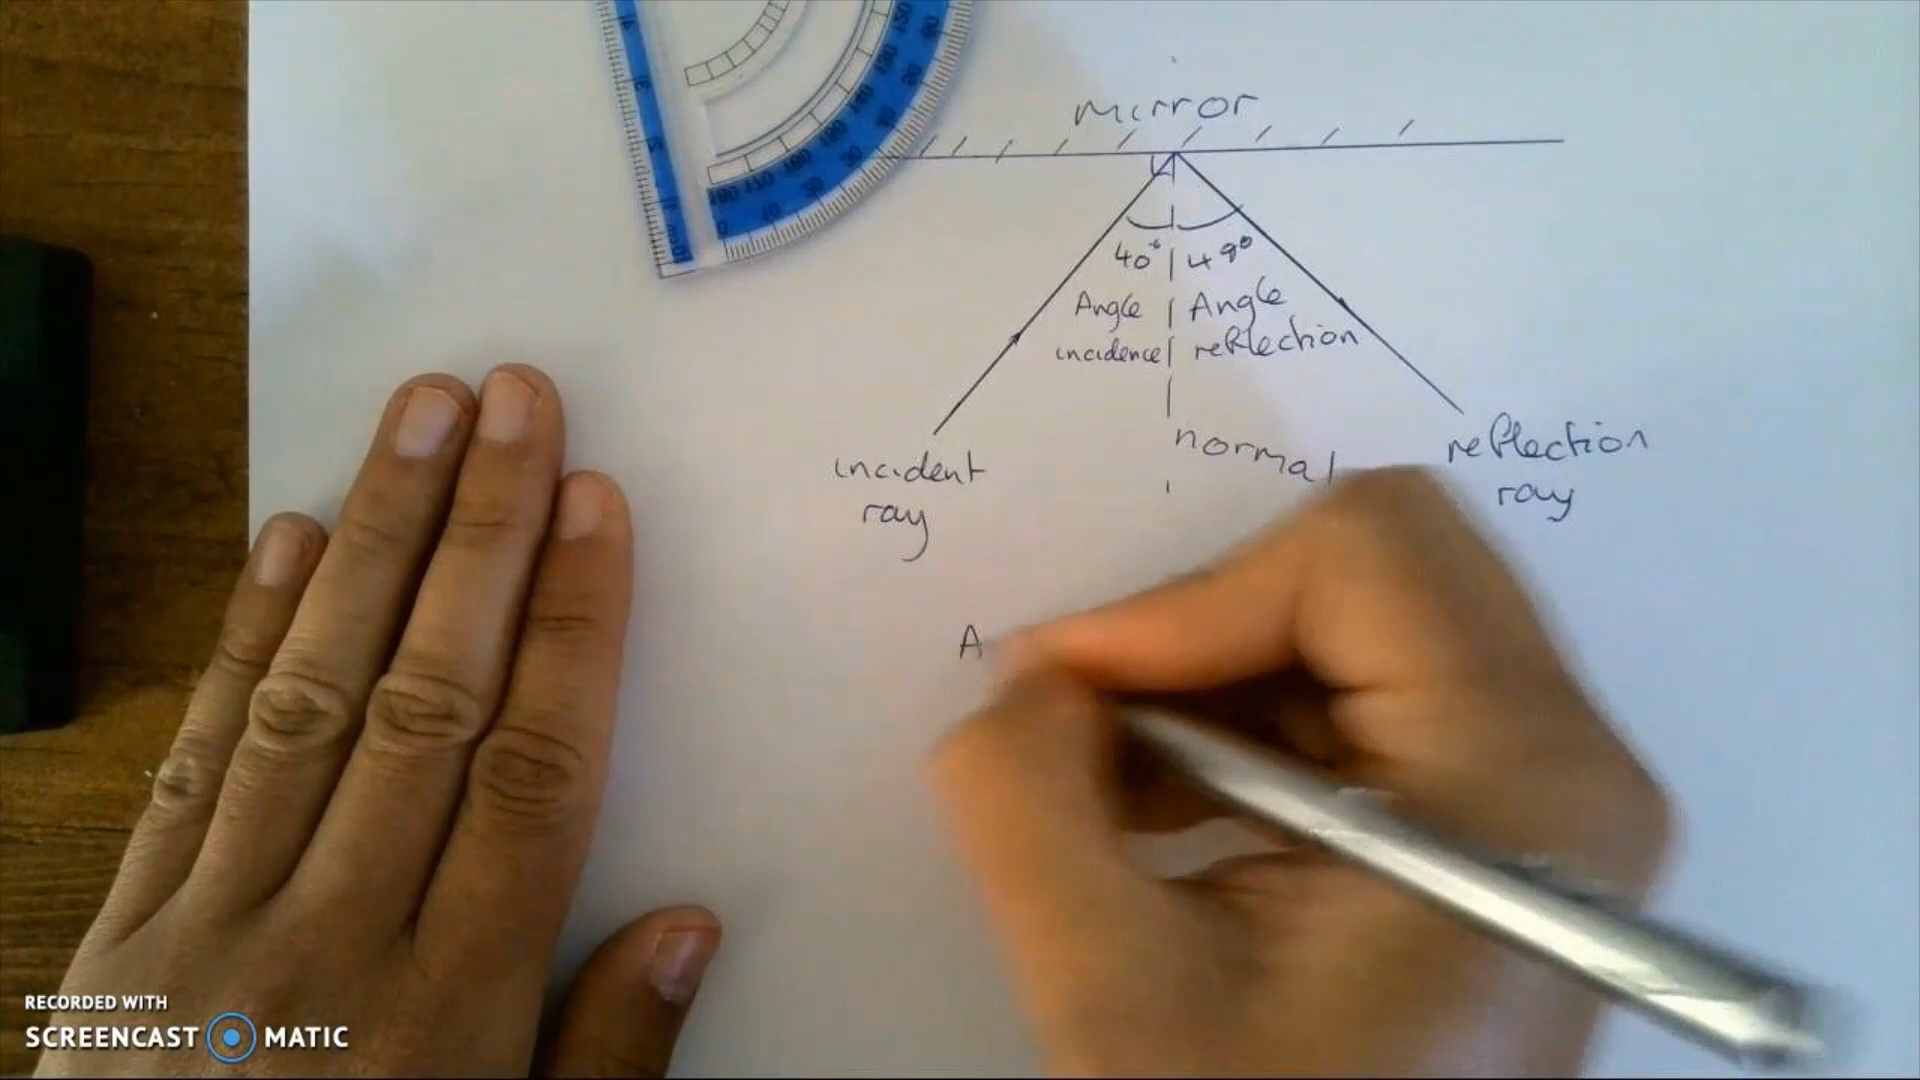 mirror
40° 49°
Angle Angle
incidence reflection
incident
ray
normal
reflection
ray
A
RECORDED WITH
SCREENCAST MATIC